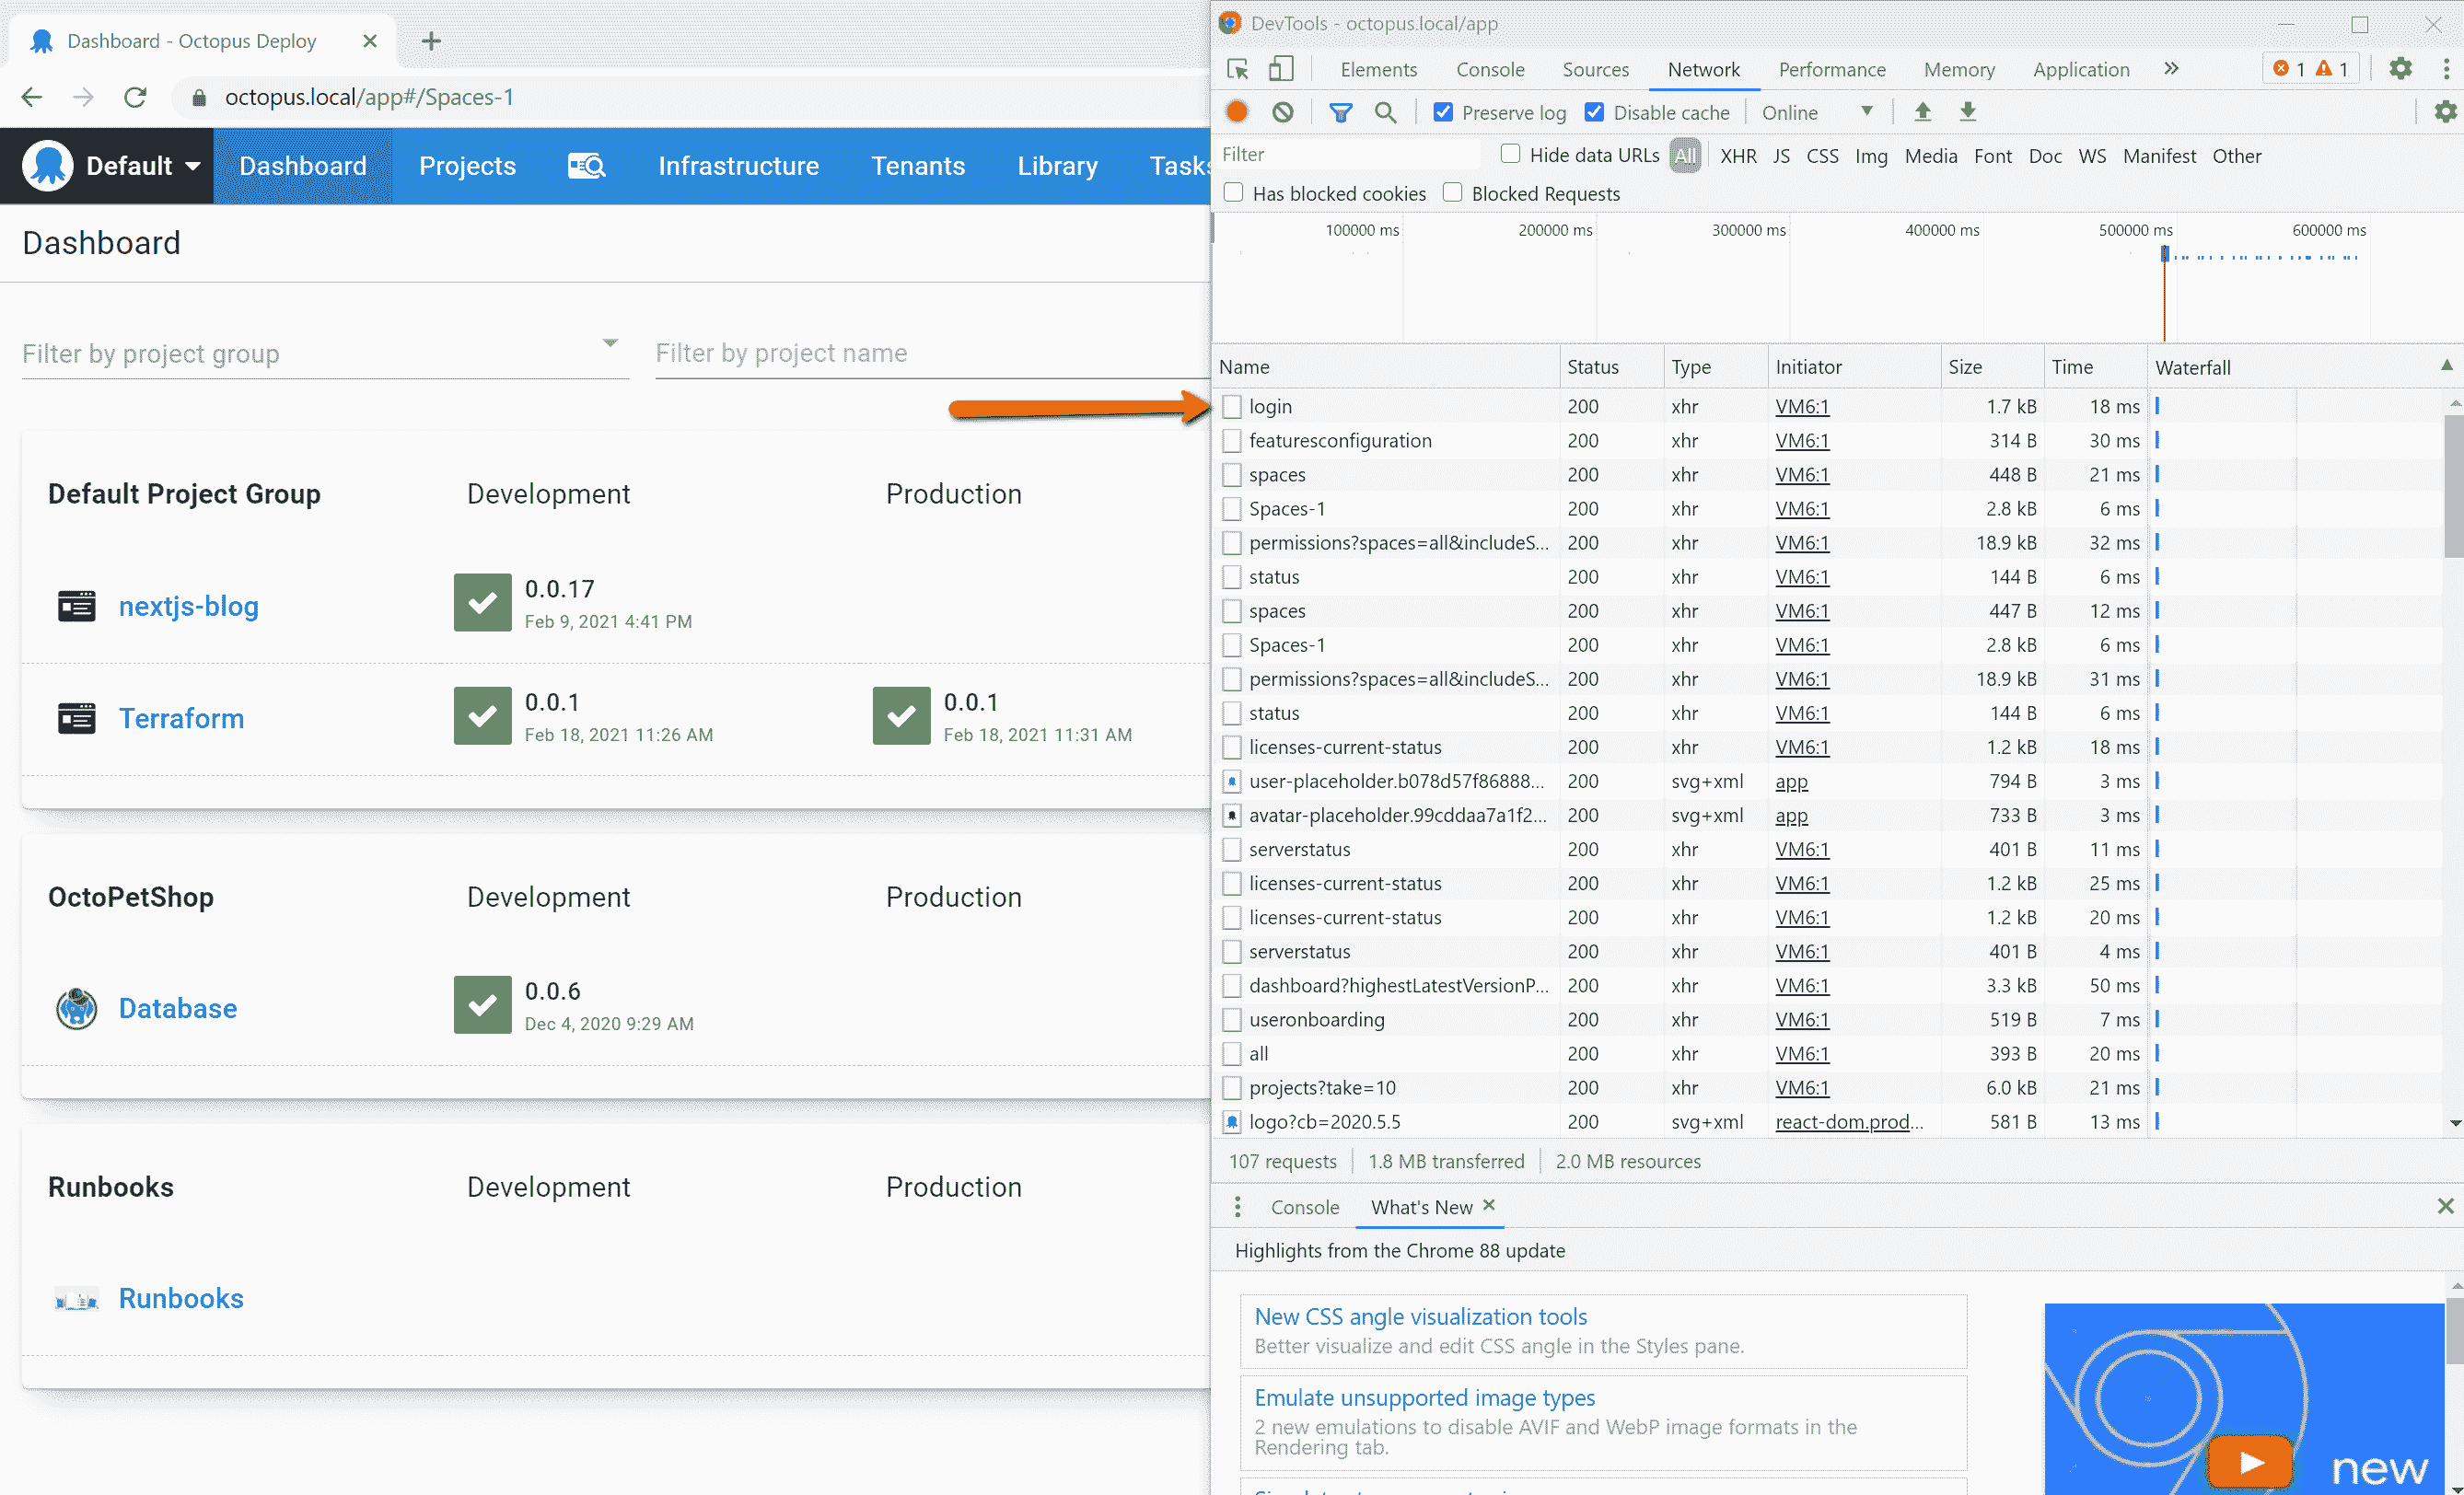 Dashboard - Octopus Deploy
octopus.local/app#/Spaces-1
Default Dashboard Projects Infrastructure Tenants Library Tasks
Dashboard
Filter by project group Filter by project name
Default Project Group Development Production
nextjs-blog 0.0.17
Feb 9, 2021 4:41 PM
Terraform 0.0.1 0.0.1
Feb 18, 2021 11:26 AM Feb 18, 2021 11:31 AM
OctoPetShop Development Production
Database 0.0.6
Dec 4, 2020 9:29 AM
Runbooks Development Production
Runbooks
DevTools - octopus.local/app
Elements Console Sources Network Performance Memory Application » 1 1
Preserve log Disable cache Online
Filter Hide data URLs All XHR JS CSS Img Media Font Doc WS Manifest Other
Has blocked cookies Blocked Requests
100000 ms 200000 ms 300000 ms 400000 ms 500000 ms 600000 ms
Name Status Type Initiator Size Time Waterfall
login 200 xhr VM6:1 1.7 kB 18 ms
featuresconfiguration 200 xhr VM6:1 314 B 30 ms
spaces 200 xhr VM6:1 448 B 21 ms
Spaces-1 200 xhr VM6:1 2.8 kB 6 ms
permissions?spaces=all&includeS... 200 xhr VM6:1 18.9 kB 32 ms
status 200 xhr VM6:1 144 B 6 ms
spaces 200 xhr VM6:1 447 B 12 ms
Spaces-1 200 xhr VM6:1 2.8 kB 6 ms
permissions?spaces=all&includeS... 200 xhr VM6:1 18.9 kB 31 ms
status 200 xhr VM6:1 144 B 6 ms
licenses-current-status 200 xhr VM6:1 1.2 kB 18 ms
user-placeholder.b078d57f86888... 200 svg+xml app 794 B 3 ms
avatar-placeholder.99cddaa7a1f2... 200 svg+xml app 733 B 3 ms
serverstatus 200 xhr VM6:1 401 B 11 ms
licenses-current-status 200 xhr VM6:1 1.2 kB 25 ms
licenses-current-status 200 xhr VM6:1 1.2 kB 20 ms
serverstatus 200 xhr VM6:1 401 B 4 ms
dashboard?highestLatestVersionP... 200 xhr VM6:1 3.3 kB 50 ms
useronboarding 200 xhr VM6:1 519 B 7 ms
all 200 xhr VM6:1 393 B 20 ms
projects?take=10 200 xhr VM6:1 6.0 kB 21 ms
logo?cb=2020.5.5 200 svg+xml react-dom.prod... 581 B 13 ms
107 requests 1.8 MB transferred 2.0 MB resources
Console What's New
Highlights from the Chrome 88 update
New CSS angle visualization tools
Better visualize and edit CSS angle in the Styles pane.
Emulate unsupported image types
2 new emulations to disable AVIF and WebP image formats in the
Rendering tab.
new